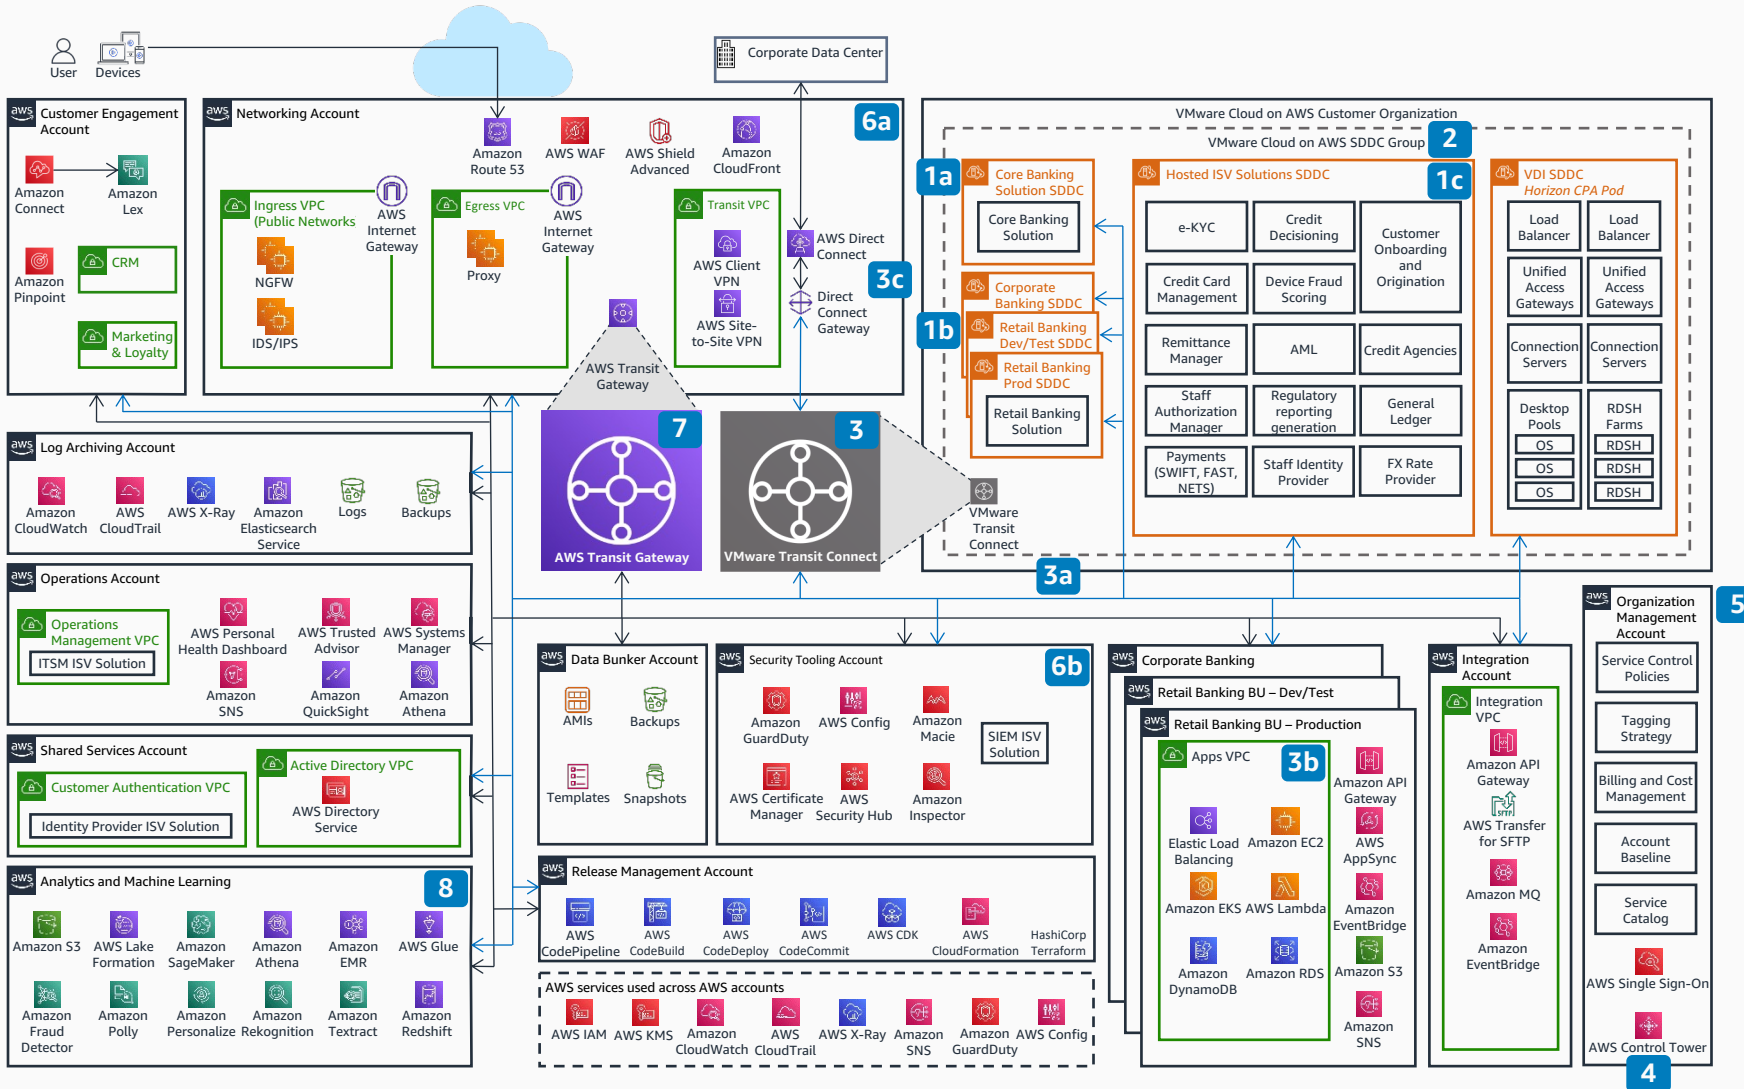 User
Devices
Corporate Data Center
aws
Customer Engagement
Account
Amazon
Connect
Amazon
Lex
Amazon
Pinpoint
CRM
Marketing
& Loyalty
aws
Networking Account
6a
Amazon
Route 53
AWS WAF
AWS Shield
Advanced
Amazon
CloudFront
Ingress VPC
(Public Networks
AWS
Internet
Gateway
NGFW
IDS/IPS
Egress VPC
AWS
Internet
Gateway
Proxy
Transit VPC
AWS Client
VPN
AWS Site-
to-Site VPN
AWS Direct
Connect
3c
Direct
Connect
Gateway
AWS Transit
Gateway
7
AWS Transit Gateway
3
VMware Transit Connect
VMware
Transit
Connect
VMware Cloud on AWS Customer Organization
VMware Cloud on AWS SDDC Group
2
1a
Core Banking
Solution SDDC
Core Banking
Solution
Corporate
Banking SDDC
1b
Retail Banking
Dev/Test SDDC
Retail Banking
Prod SDDC
Retail Banking
Solution
Hosted ISV Solutions SDDC
1c
e-KYC
Credit
Decisioning
Customer
Onboarding
and
Origination
Credit Card
Management
Device Fraud
Scoring
Remittance
Manager
AML
Credit Agencies
Staff
Authorization
Manager
Regulatory
reporting
generation
General
Ledger
Payments
(SWIFT, FAST,
NETS)
Staff Identity
Provider
FX Rate
Provider
VDI SDDC
Horizon CPA Pod
Load
Balancer
Load
Balancer
Unified
Access
Gateways
Unified
Access
Gateways
Connection
Servers
Connection
Servers
Desktop
Pools
OS
OS
OS
RDSH
Farms
RDSH
RDSH
RDSH
3a
aws
Log Archiving Account
Amazon
CloudWatch
AWS
CloudTrail
AWS X-Ray
Amazon
Elasticsearch
Service
Logs
Backups
aws
Operations Account
Operations
Management VPC
ITSM ISV Solution
AWS Personal
Health Dashboard
AWS Trusted
Advisor
AWS Systems
Manager
Amazon
SNS
Amazon
QuickSight
Amazon
Athena
aws
Shared Services Account
Customer Authentication VPC
Identity Provider ISV Solution
Active Directory VPC
AWS Directory
Service
aws
Analytics and Machine Learning
8
Amazon S3
AWS Lake
Formation
Amazon
SageMaker
Amazon
Athena
Amazon
EMR
AWS Glue
Amazon
Fraud
Detector
Amazon
Polly
Amazon
Personalize
Amazon
Rekognition
Amazon
Textract
Amazon
Redshift
aws
Data Bunker Account
AMIs
Backups
Templates
Snapshots
aws
Security Tooling Account
6b
Amazon
GuardDuty
AWS Config
Amazon
Macie
SIEM ISV
Solution
AWS Certificate
Manager
AWS
Security Hub
Amazon
Inspector
aws
Release Management Account
AWS
CodePipeline
AWS
CodeBuild
AWS
CodeDeploy
AWS
CodeCommit
AWS CDK
AWS
CloudFormation
HashiCorp
Terraform
AWS services used across AWS accounts
AWS IAM
AWS KMS
Amazon
CloudWatch
AWS
CloudTrail
AWS X-Ray
Amazon
SNS
Amazon
GuardDuty
AWS Config
aws
Corporate Banking
aws
Retail Banking BU – Dev/Test
aws
Retail Banking BU – Production
Apps VPC
3b
Elastic Load
Balancing
Amazon EC2
Amazon EKS
AWS Lambda
Amazon
DynamoDB
Amazon RDS
Amazon API
Gateway
AWS
AppSync
Amazon
EventBridge
Amazon S3
Amazon
SNS
aws
Integration
Account
Integration
VPC
Amazon API
Gateway
SFTP
AWS Transfer
for SFTP
Amazon MQ
Amazon
EventBridge
aws
Organization
Management
Account
5
Service Control
Policies
Tagging
Strategy
Billing and Cost
Management
Account
Baseline
Service
Catalog
AWS Single Sign-On
AWS Control Tower
4